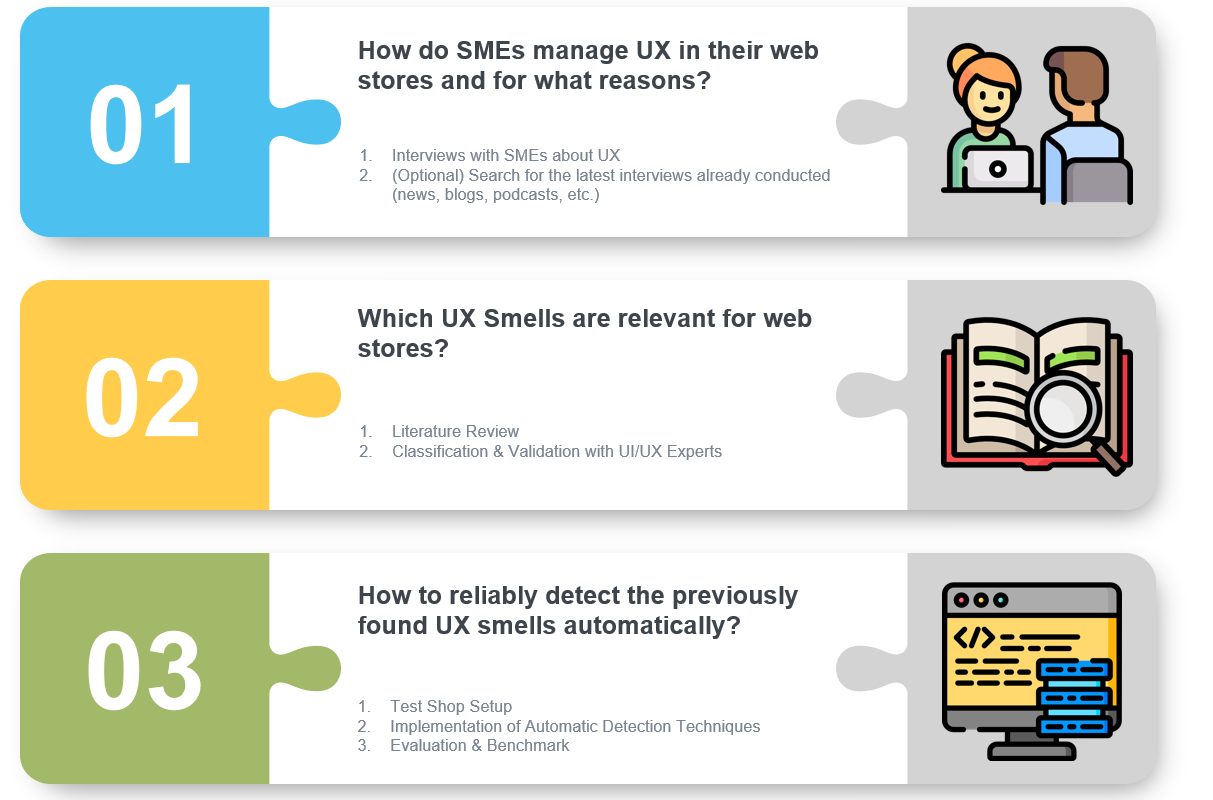 01
How do SMEs manage UX in their web
stores and for what reasons?
1. Interviews with SMEs about UX
2. (Optional) Search for the latest interviews already conducted
(news, blogs, podcasts, etc.)
02
Which UX Smells are relevant for web
stores?
1. Literature Review
2. Classification & Validation with UI/UX Experts
03
How to reliably detect the previously
found UX smells automatically?
1. Test Shop Setup
2. Implementation of Automatic Detection Techniques
3. Evaluation & Benchmark